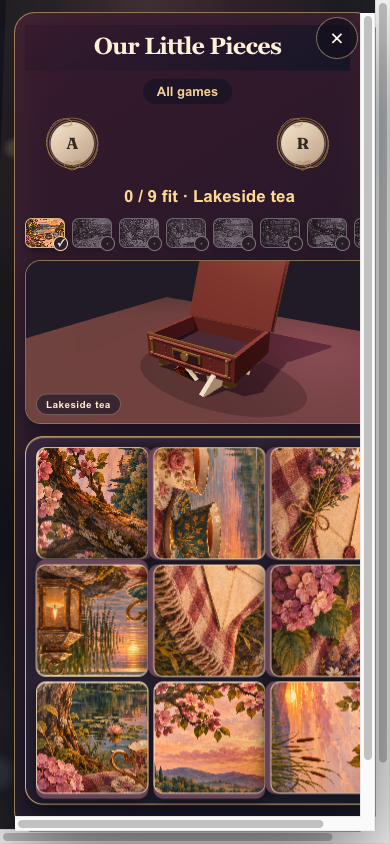 Our Little Pieces
All games
A
R
0 / 9 fit · Lakeside tea
Lakeside tea